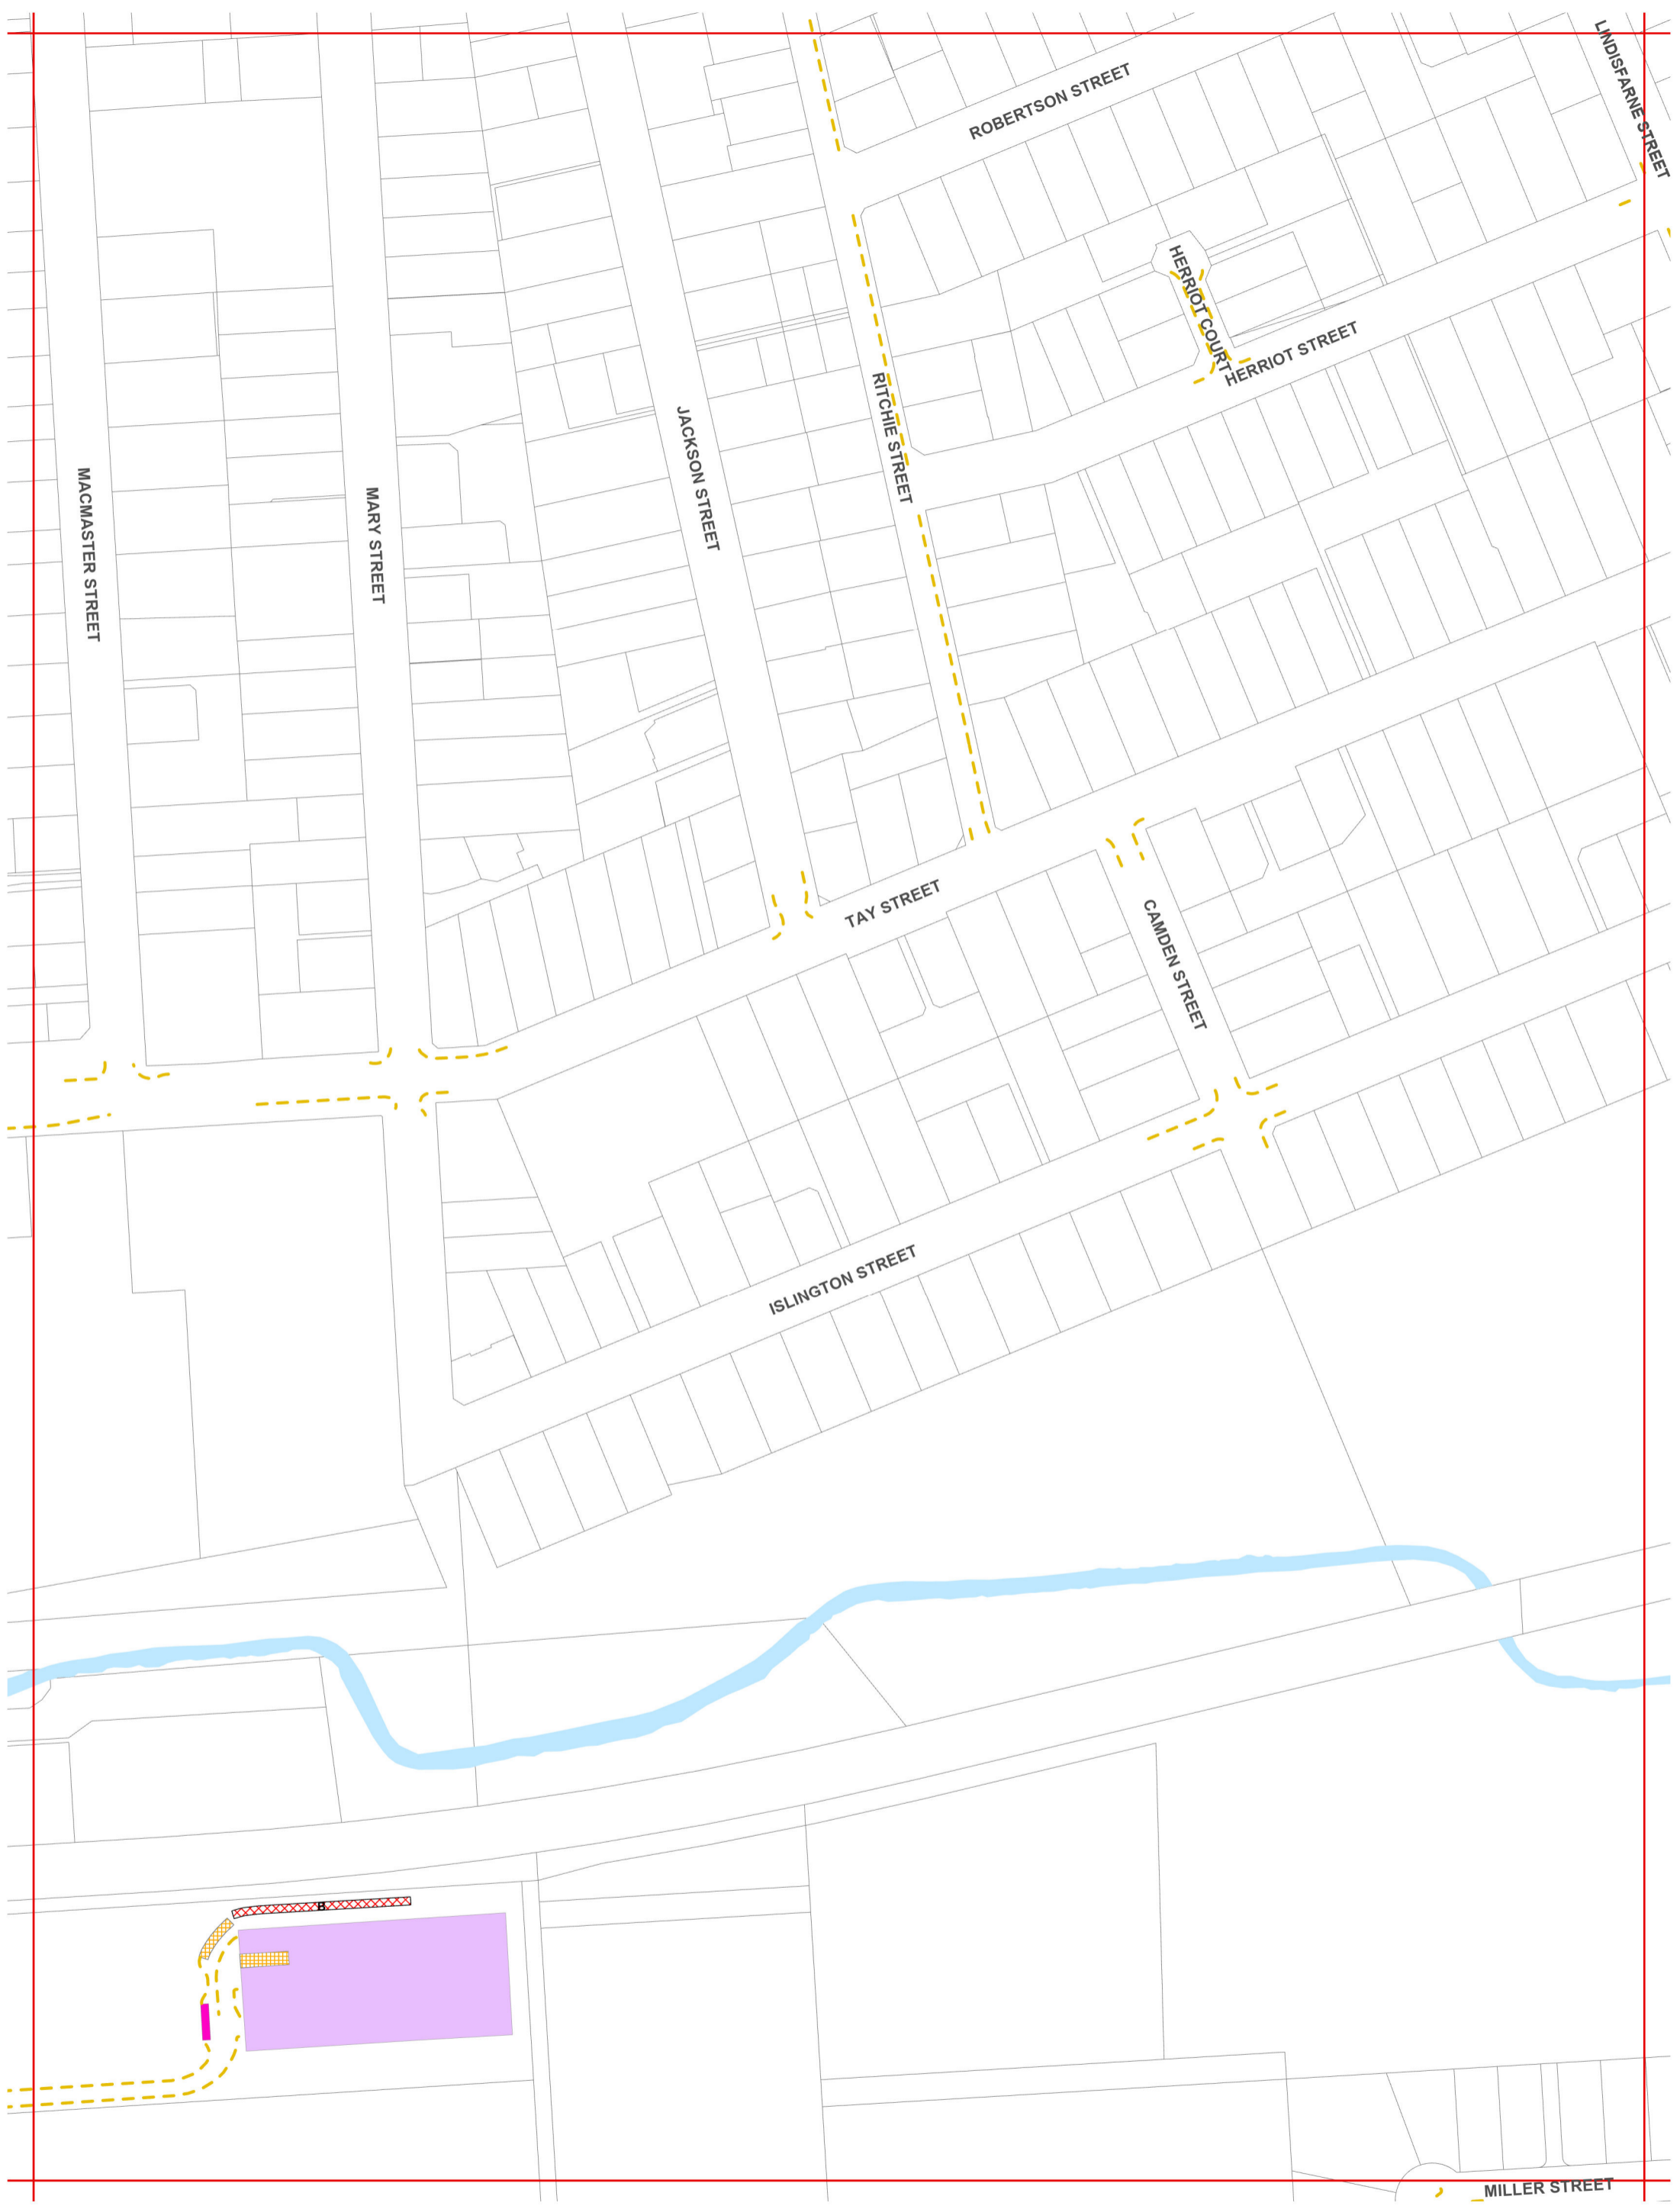 LINDISFARNE STREET
ROBERTSON STREET
HERRIOT COURT
HERRIOT STREET
RITCHIE STREET
JACKSON STREET
MACMASTER STREET
MARY STREET
TAY STREET
CAMDEN STREET
ISLINGTON STREET
B
MILLER STREET